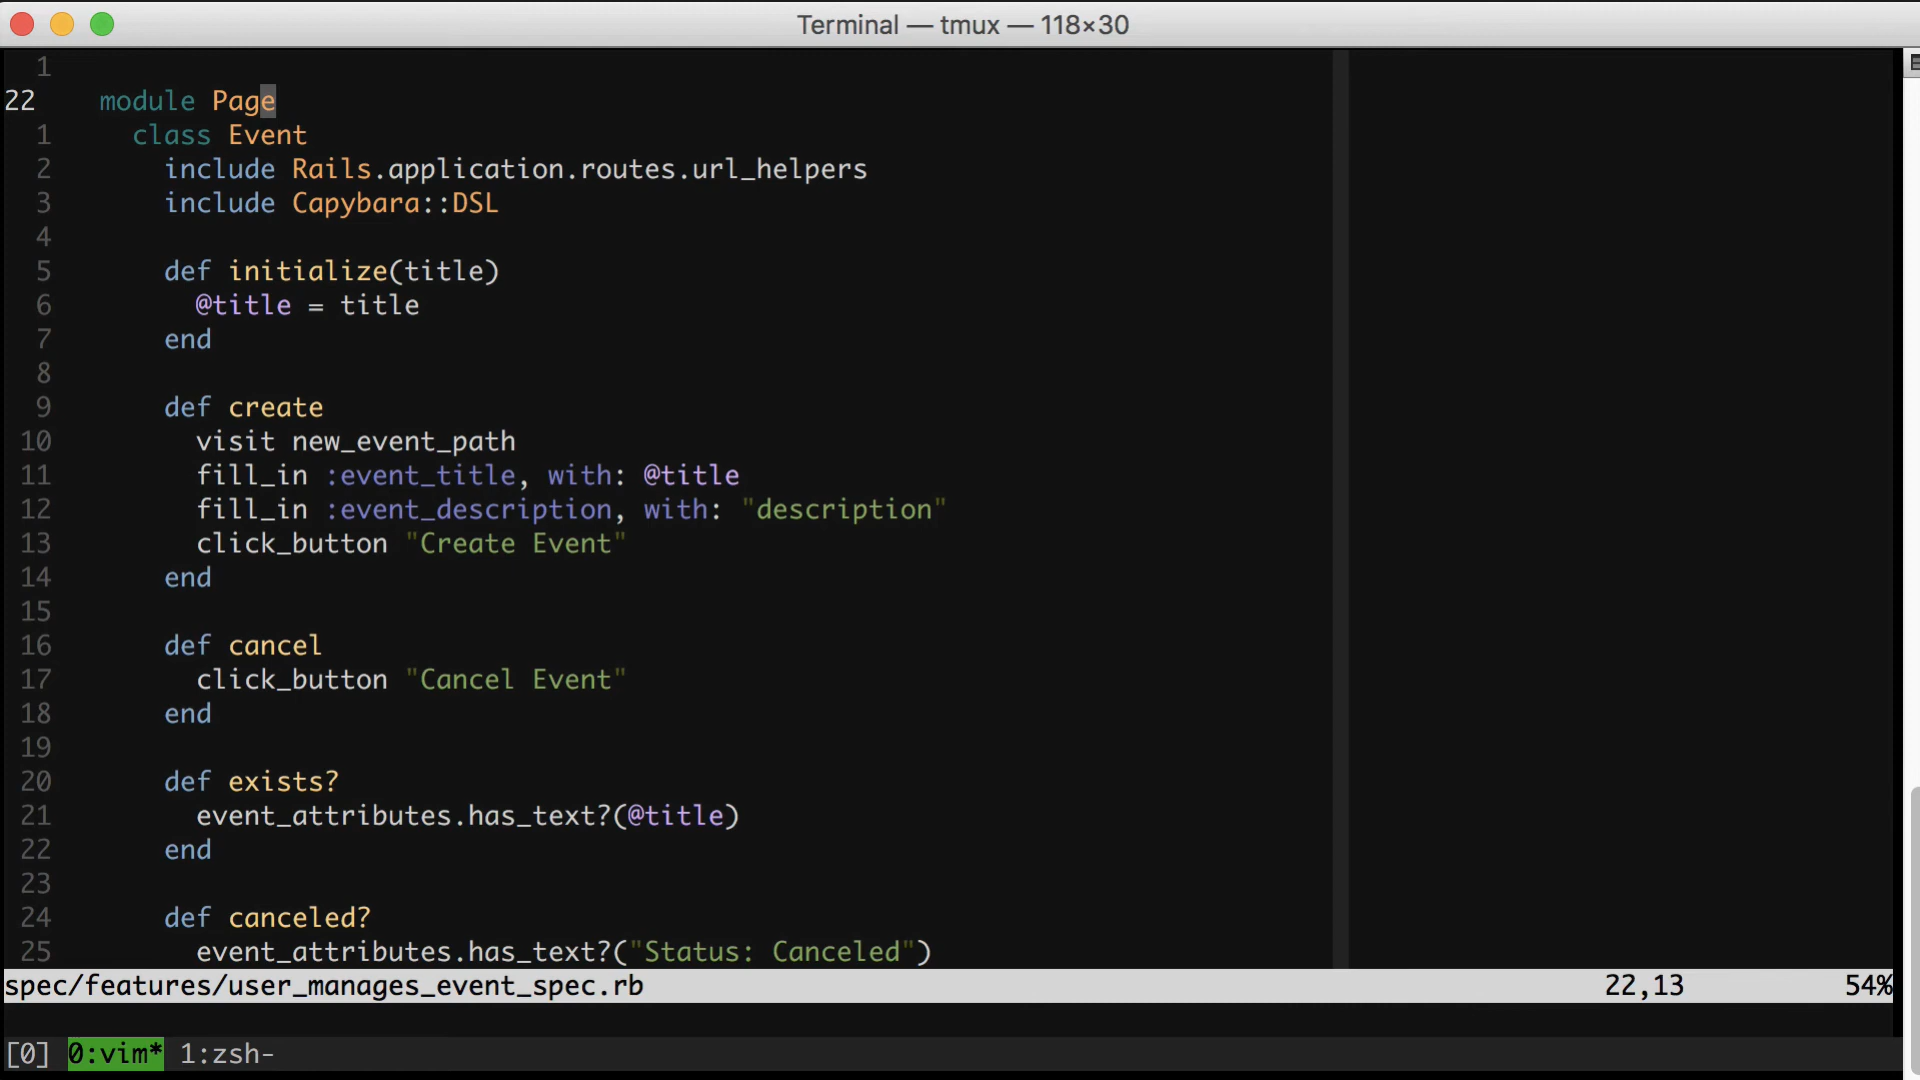 Terminal — tmux — 118×30
1
22 module Page
1 class Event
2 include Rails.application.routes.url_helpers
3 include Capybara::DSL
4
5 def initialize(title)
6 @title = title
7 end
8
9 def create
10 visit new_event_path
11 fill_in :event_title, with: @title
12 fill_in :event_description, with: "description"
13 click_button "Create Event"
14 end
15
16 def cancel
17 click_button "Cancel Event"
18 end
19
20 def exists?
21 event_attributes.has_text?(@title)
22 end
23
24 def canceled?
25 event_attributes.has_text?("Status: Canceled")
spec/features/user_manages_event_spec.rb 22,13 54%
[0] 0:vim* 1:zsh-